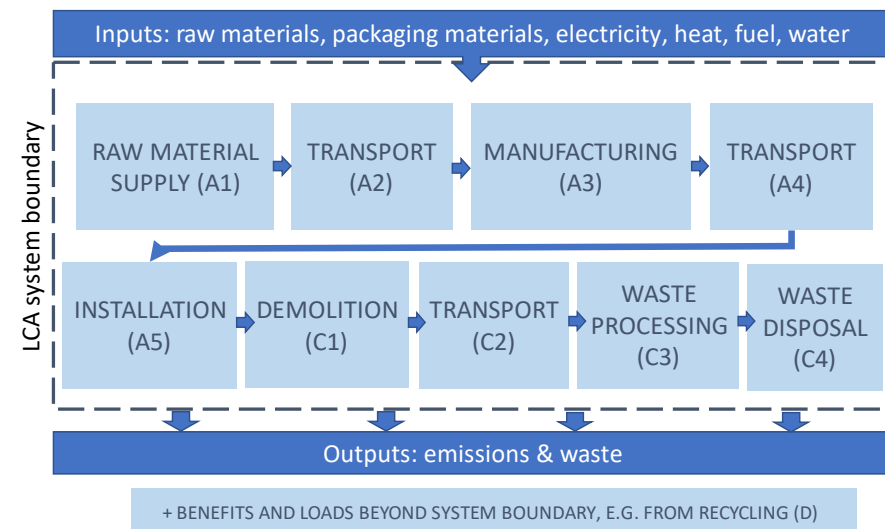 Inputs: raw materials, packaging materials, electricity, heat, fuel, water
LCA system boundary
RAW MATERIAL
SUPPLY (A1)
TRANSPORT
(A2)
MANUFACTURING
(A3)
TRANSPORT
(A4)
INSTALLATION
(A5)
DEMOLITION
(C1)
TRANSPORT
(C2)
WASTE
PROCESSING
(C3)
WASTE
DISPOSAL
(C4)
Outputs: emissions & waste
+ BENEFITS AND LOADS BEYOND SYSTEM BOUNDARY, E.G. FROM RECYCLING (D)